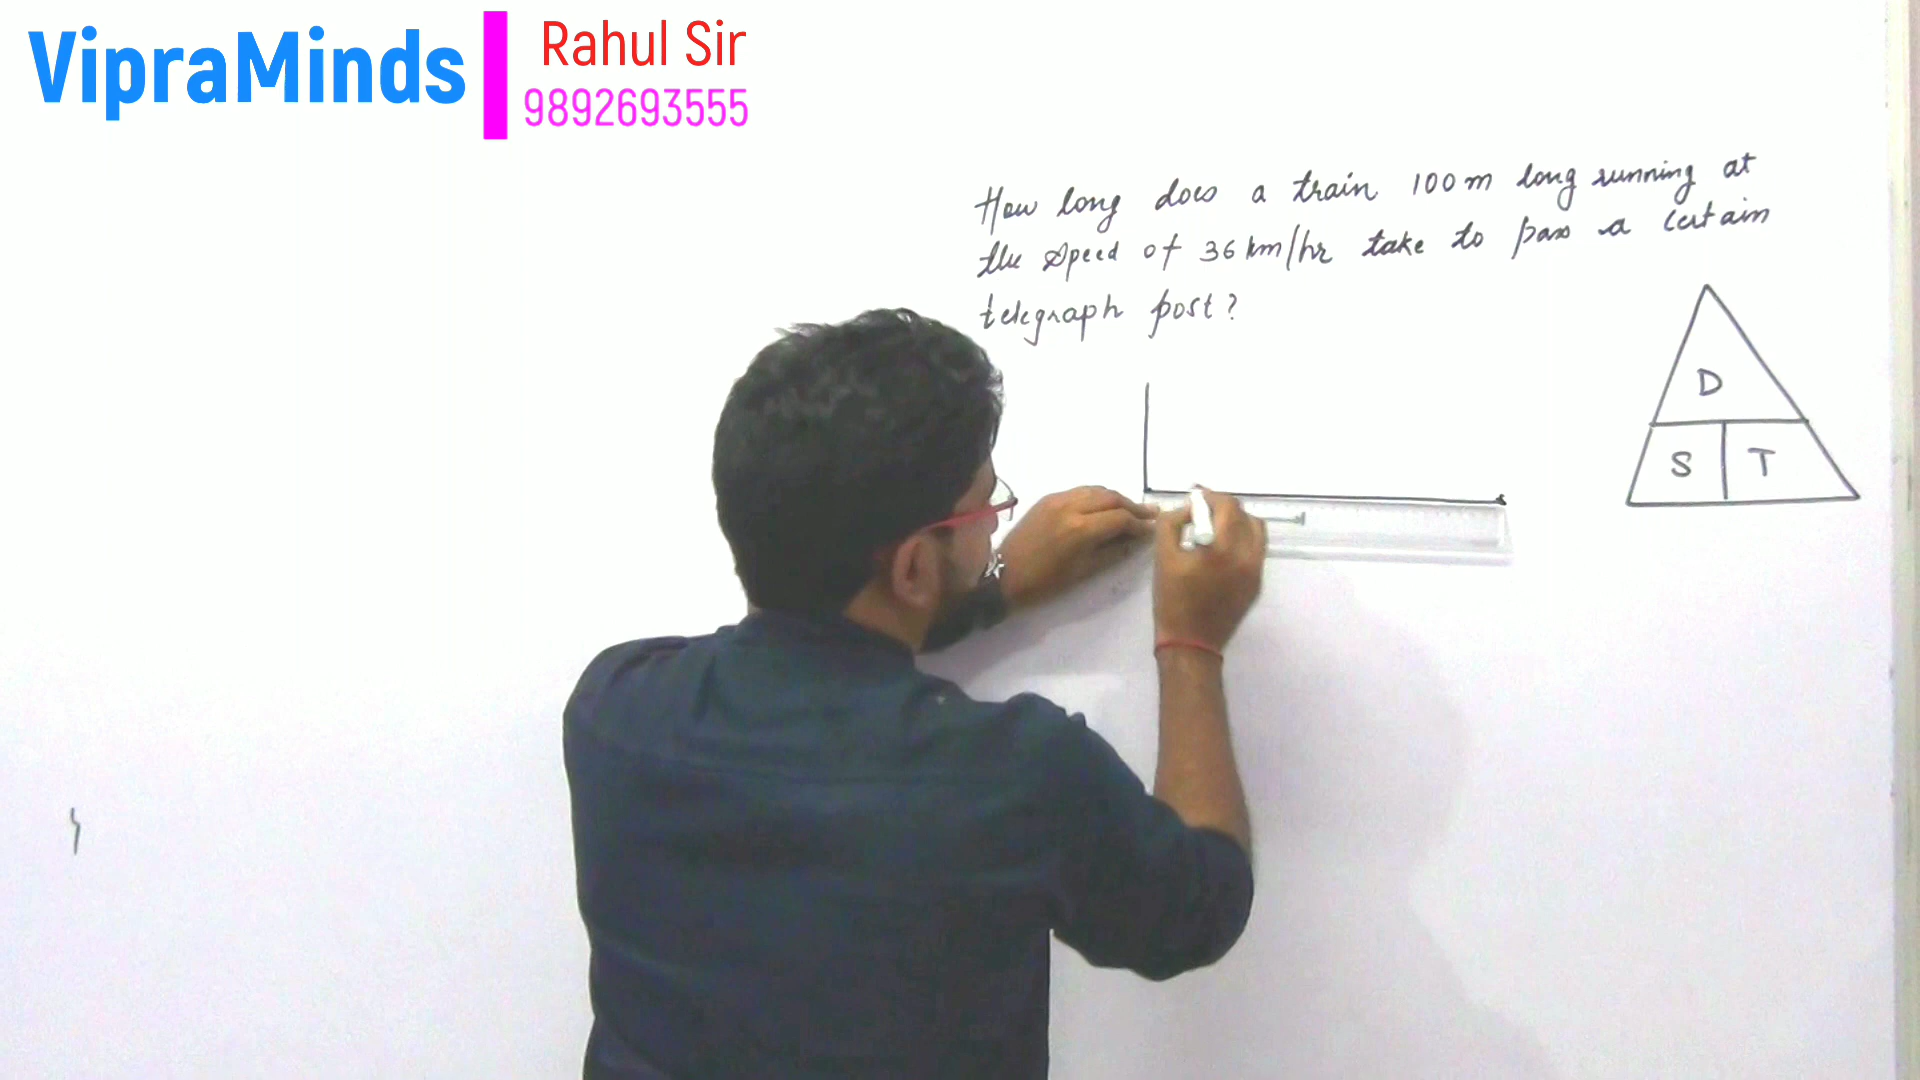 VipraMinds
Rahul Sir
9892693555
How long does a train 100m long running at
the speed of 36 km/hr take to pass a certain
telegraph post?
D
S T